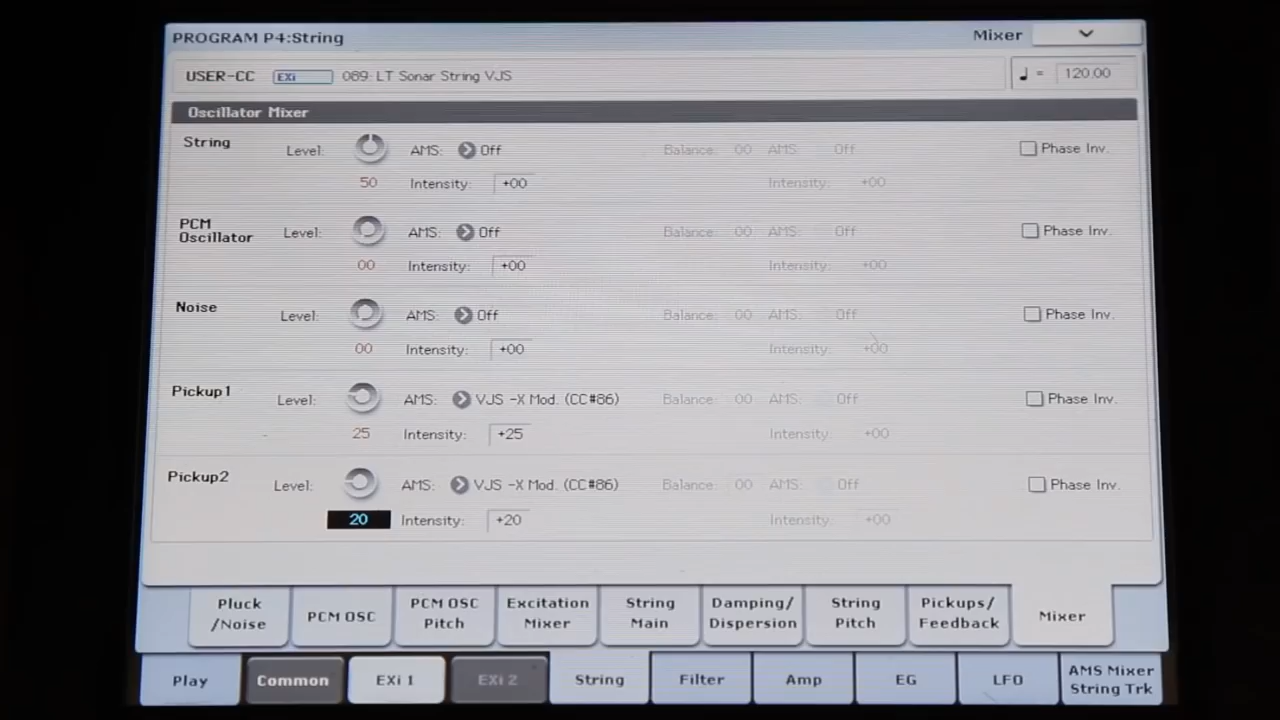 PROGRAM P4:String Mixer
USER-CC EXi 069: LT Sonar String VJS ♩ = 120.00
Oscillator Mixer
String Level: AMS: Off Balance: 00 AMS: Off Phase Inv.
50 Intensity: +00 Intensity: +00
PCM
Oscillator Level: AMS: Off Balance: 00 AMS: Off Phase Inv.
00 Intensity: +00 Intensity: +00
Noise Level: AMS: Off Balance: 00 AMS: Off Phase Inv.
00 Intensity: +00 Intensity: +00
Pickup1 Level: AMS: VJS -X Mod. (CC#86) Balance: 00 AMS: Off Phase Inv.
25 Intensity: +25 Intensity: +00
Pickup2 Level: AMS: VJS -X Mod. (CC#86) Balance: 00 AMS: Off Phase Inv.
20 Intensity: +20 Intensity: +00
Pluck
/Noise
PCM OSC
PCM OSC
Pitch
Excitation
Mixer
String
Main
Damping/
Dispersion
String
Pitch
Pickups/
Feedback
Mixer
Play
Common
EXi 1
EXi 2
String
Filter
Amp
EG
LFO
AMS Mixer
String Trk